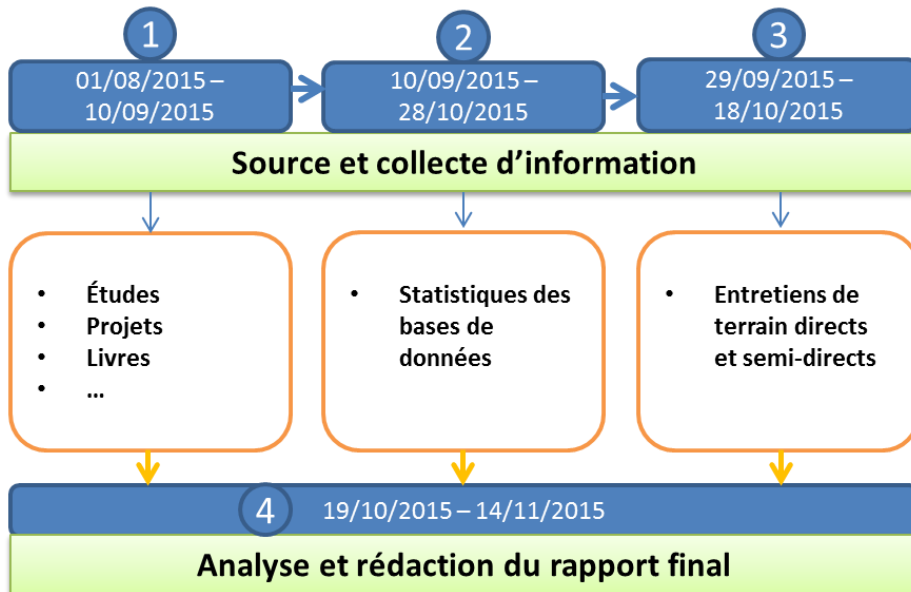 1
01/08/2015 –
10/09/2015
2
10/09/2015 –
28/10/2015
3
29/09/2015 –
18/10/2015
Source et collecte d’information
• Études
• Projets
• Livres
• ...
• Statistiques des
bases de
données
• Entretiens de
terrain directs
et semi-directs
4
19/10/2015 – 14/11/2015
Analyse et rédaction du rapport final